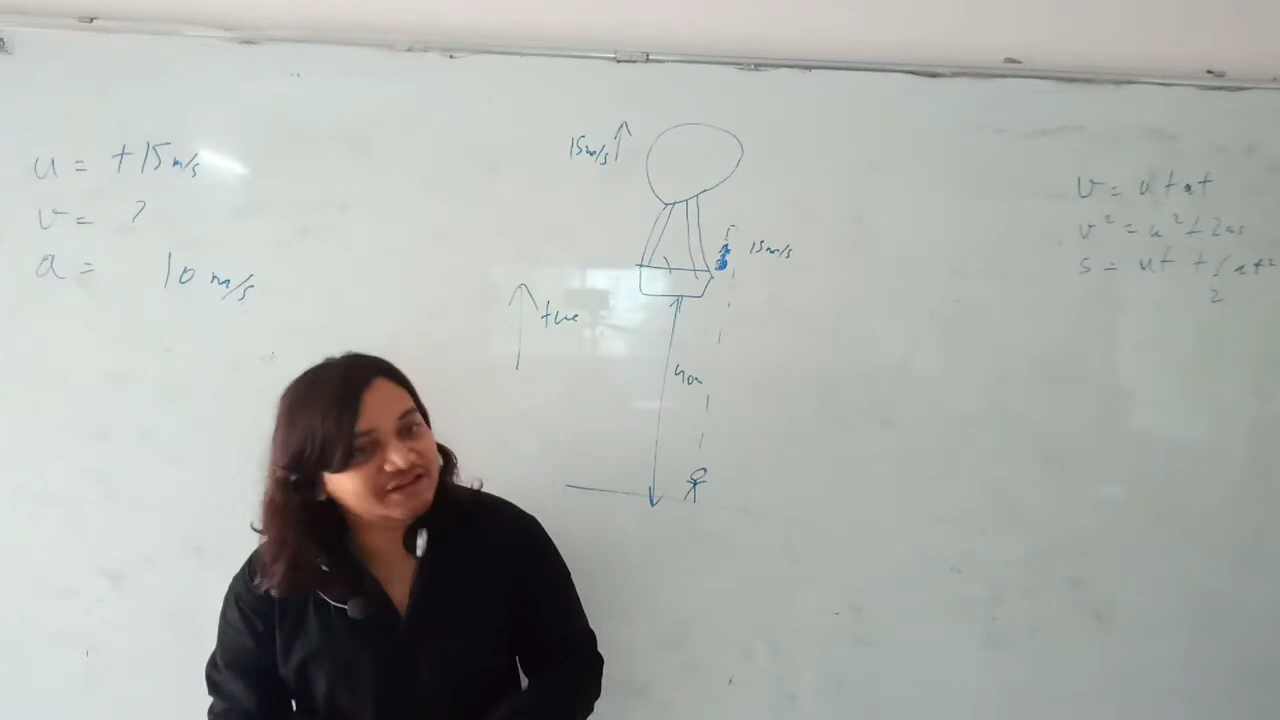 u = +15 m/s
v = ?
a = 10 m/s
15m/s
15m/s
+ve
40m
v = u + at
v² = u² + 2as
s = ut + 1/2 at²